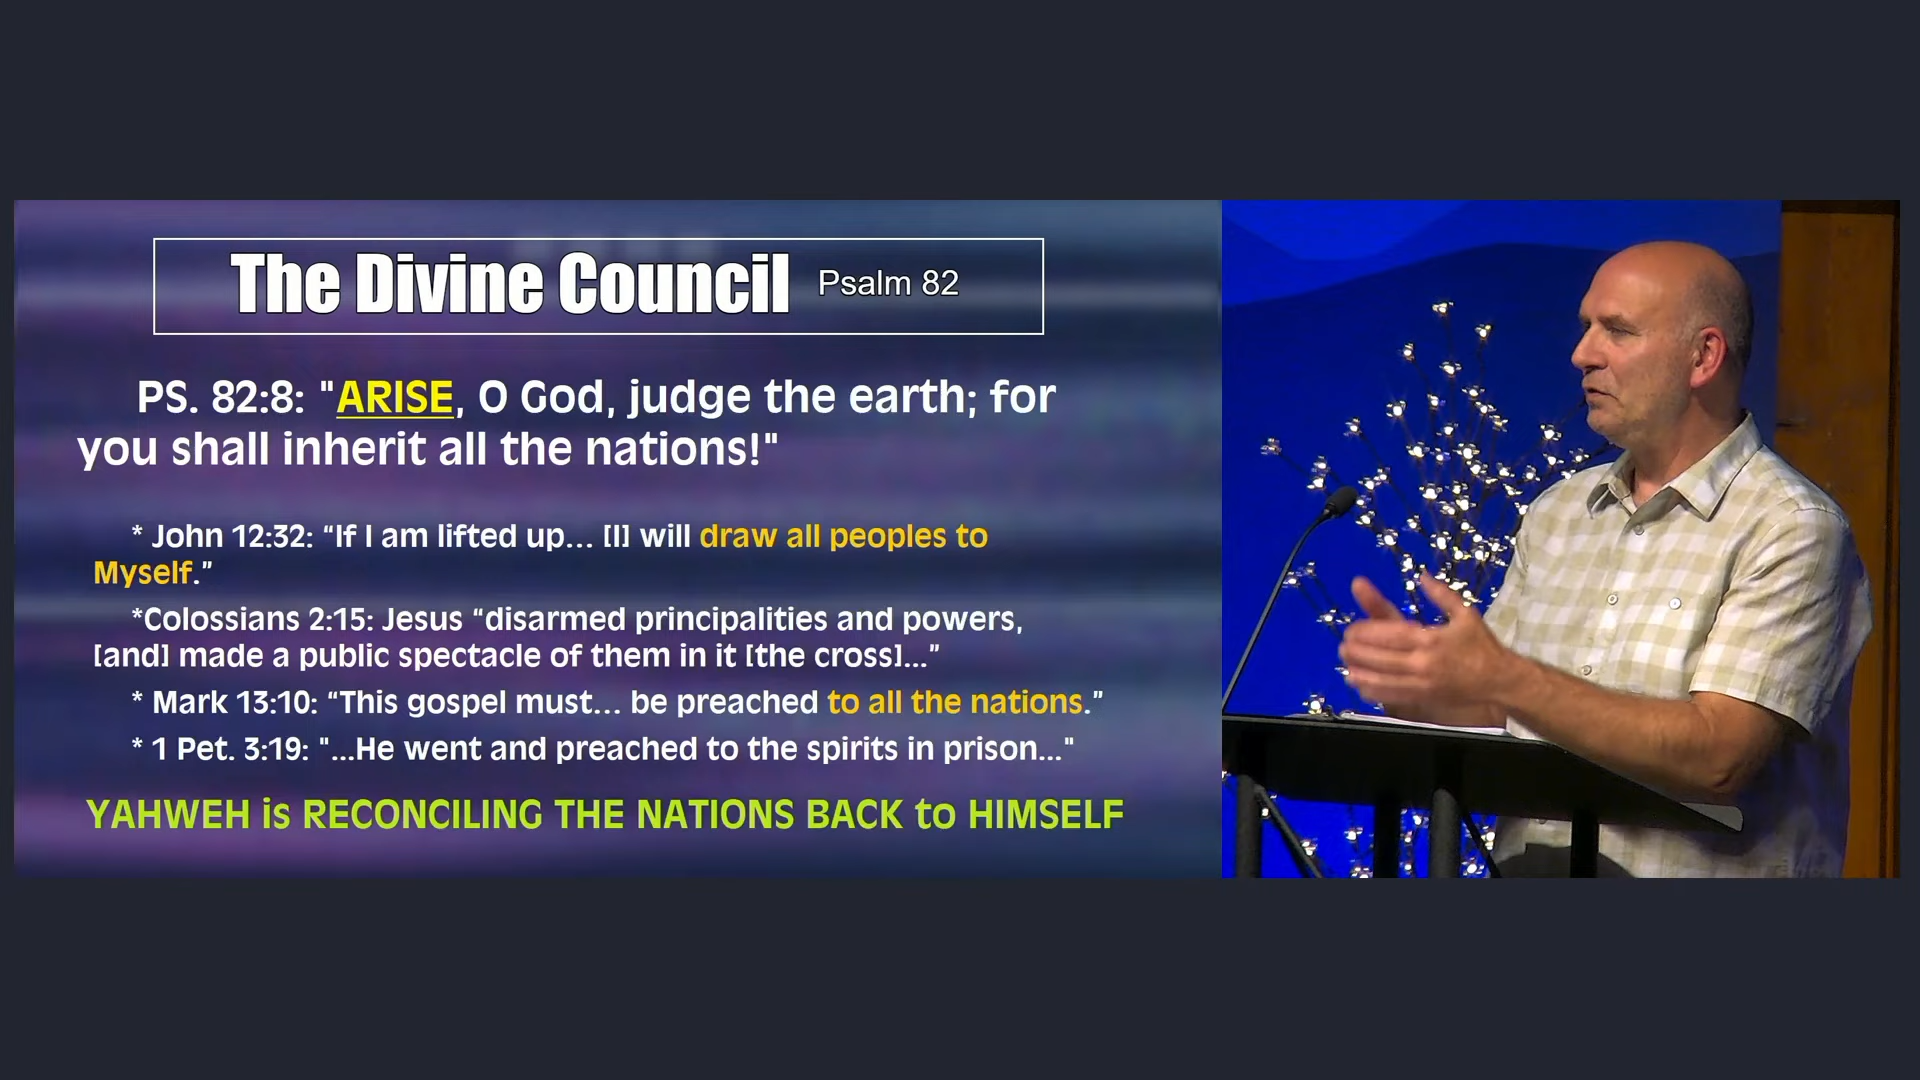 The Divine Council Psalm 82
PS. 82:8: "ARISE, O God, judge the earth; for
you shall inherit all the nations!"
* John 12:32: “If I am lifted up... [I] will draw all peoples to
Myself.”
*Colossians 2:15: Jesus “disarmed principalities and powers,
[and] made a public spectacle of them in it [the cross]...”
* Mark 13:10: “This gospel must... be preached to all the nations.”
* 1 Pet. 3:19: "...He went and preached to the spirits in prison..."
YAHWEH is RECONCILING THE NATIONS BACK to HIMSELF